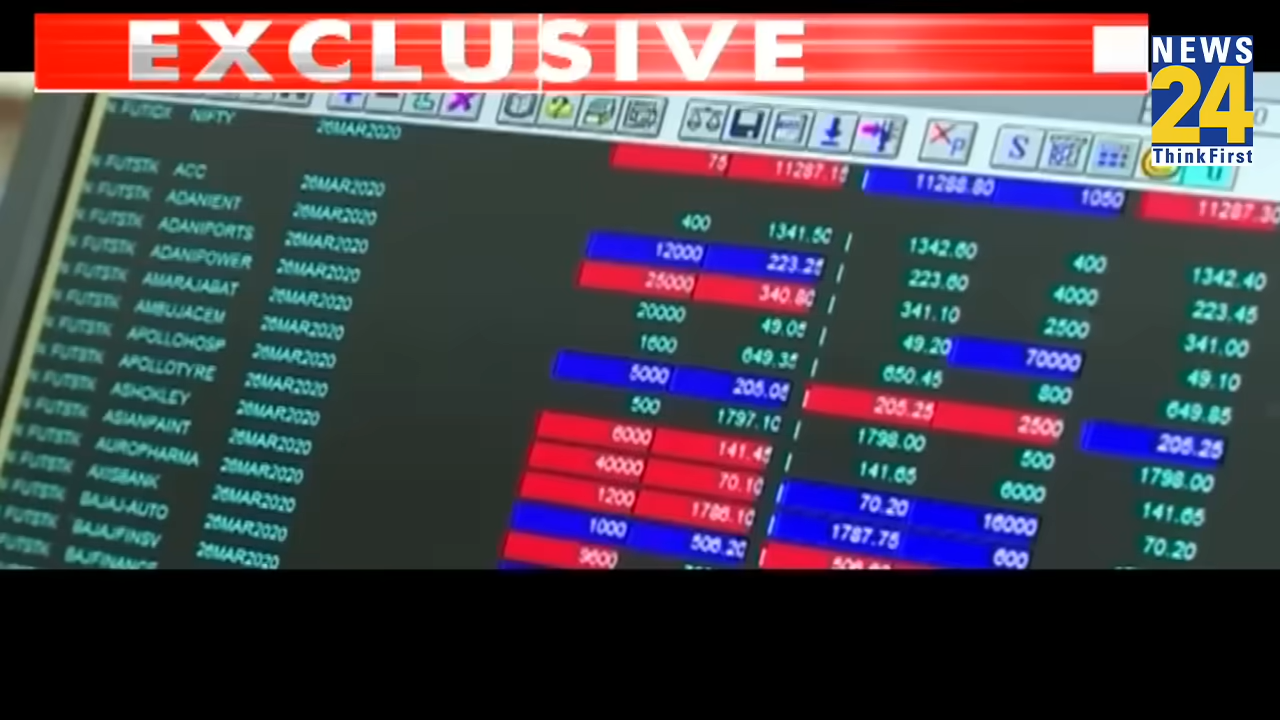 EXCLUSIVE
NEWS
24
ThinkFirst
N FUTIDX NIFTY 26MAR2020 75 11287.15 11288.80 1050 11287.30
N FUTSTK ACC 26MAR2020 400 1341.50 1342.60 400 1342.40
N FUTSTK ADANIENT 26MAR2020 12000 223.25 223.60 4000 223.45
N FUTSTK ADANIPORTS 26MAR2020 25000 340.80 341.10 2500 341.00
N FUTSTK ADANIPOWER 26MAR2020 20000 49.05 49.20 70000 49.10
N FUTSTK AMARAJABAT 26MAR2020 1600 649.35 650.45 800 649.85
N FUTSTK AMBUJACEM 26MAR2020 5000 205.05 205.25 2500 205.25
N FUTSTK APOLLOHOSP 26MAR2020 500 1797.10 1798.00 500 1798.00
N FUTSTK APOLLOTYRE 26MAR2020 6000 141.45 141.65 6000 141.65
N FUTSTK ASHOKLEY 26MAR2020 40000 70.10 70.20 16000 70.20
N FUTSTK ASIANPAINT 26MAR2020 1200 1786.10 1787.75 600
N FUTSTK AUROPHARMA 26MAR2020 1000 506.20
N FUTSTK AXISBANK 26MAR2020 9600
FUTSTK BAJAJ-AUTO 26MAR2020
FUTSTK BAJAJFINSV 26MAR2020
FUTSTK BAJFINANCE 26MAR2020